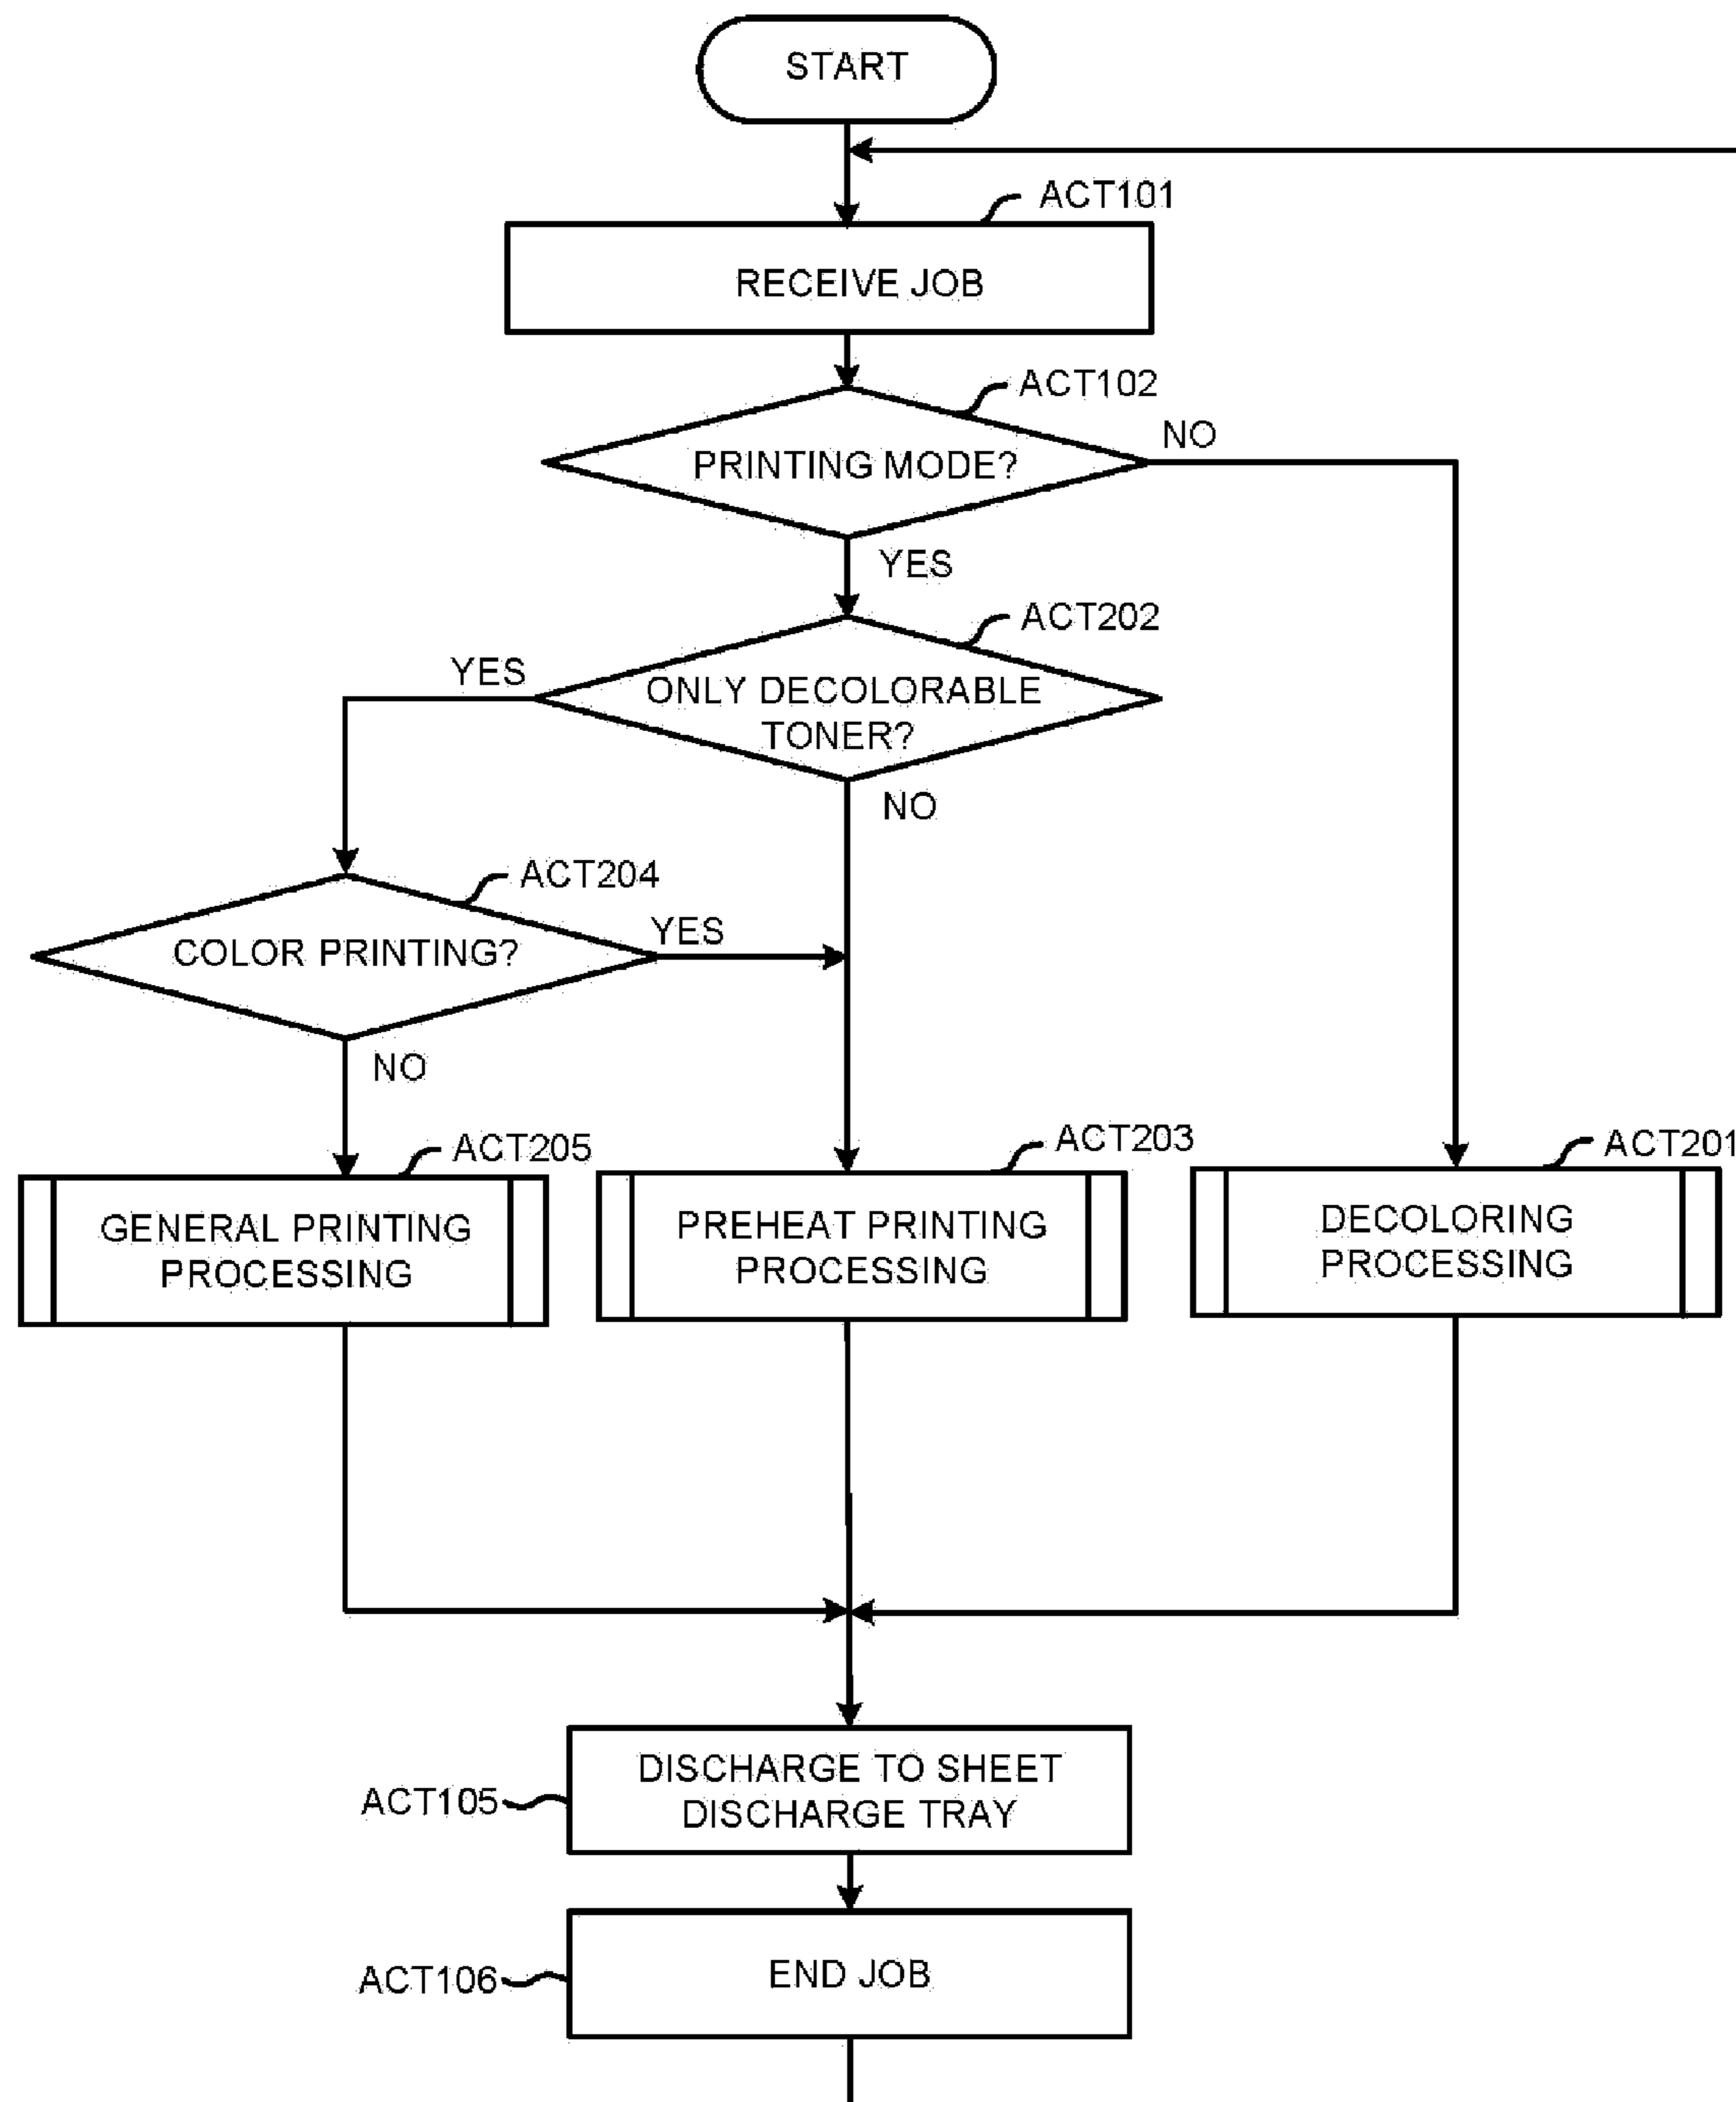 START
ACT101
RECEIVE JOB
ACT102
PRINTING MODE?
NO
YES
ACT202
YES
ONLY DECOLORABLE
TONER?
NO
ACT204
COLOR PRINTING?
YES
NO
ACT205
GENERAL PRINTING
PROCESSING
ACT203
PREHEAT PRINTING
PROCESSING
ACT201
DECOLORING
PROCESSING
DISCHARGE TO SHEET
DISCHARGE TRAY
ACT105
END JOB
ACT106